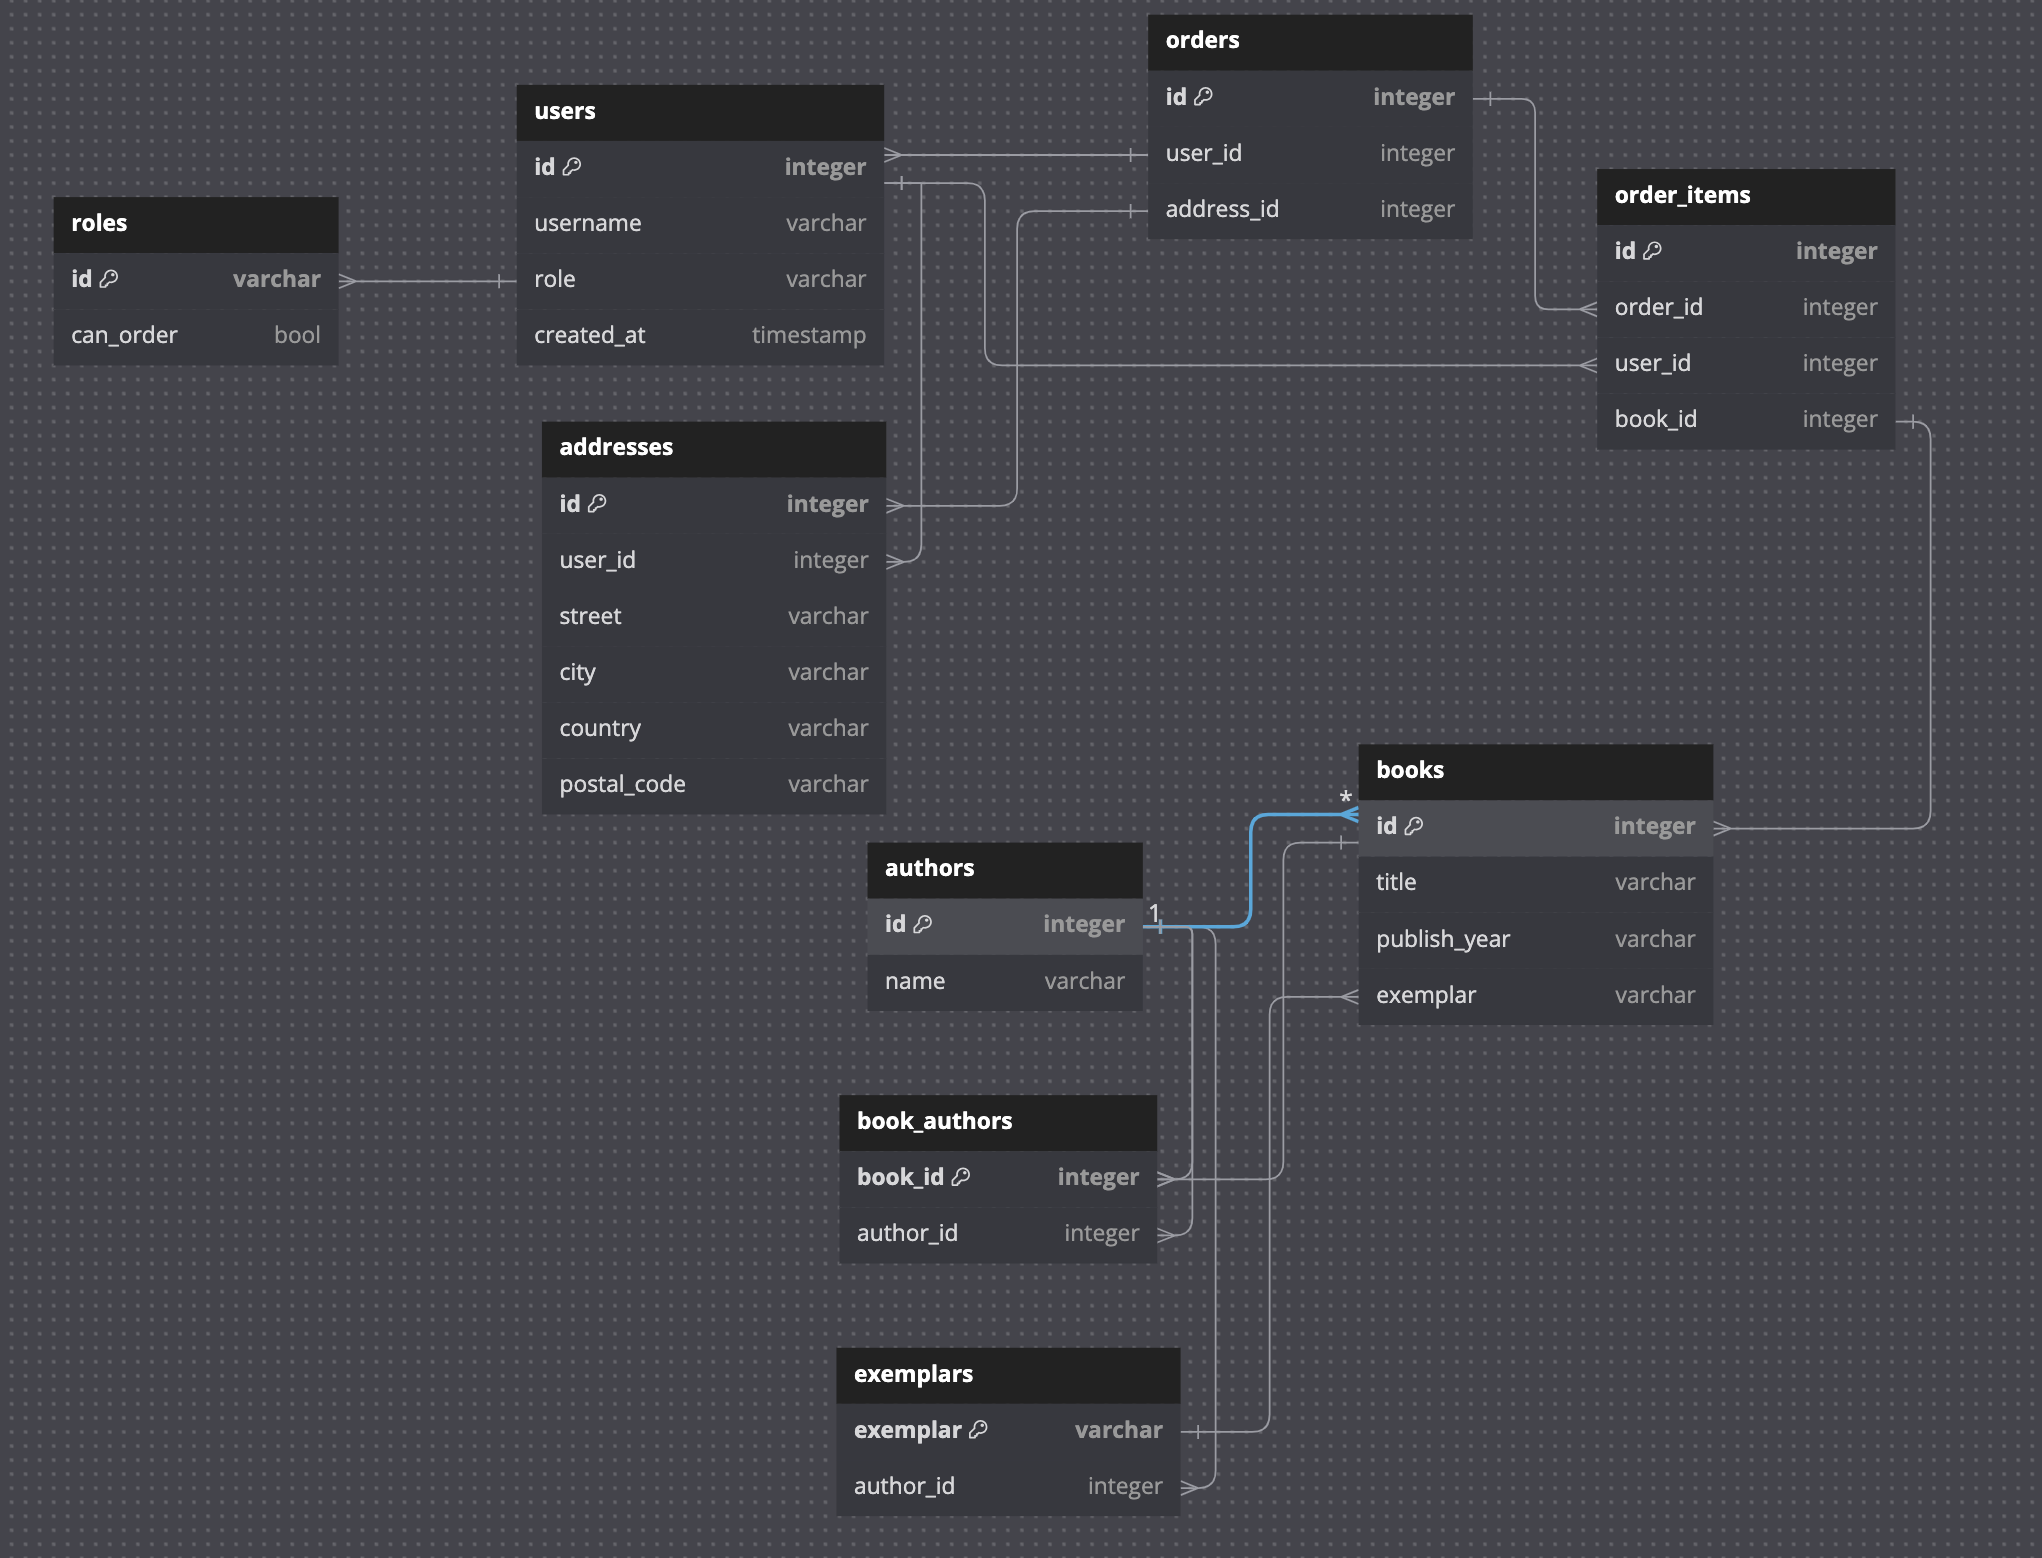 orders
id integer
user_id integer
address_id integer
users
id integer
username varchar
role varchar
created_at timestamp
order_items
id integer
order_id integer
user_id integer
book_id integer
roles
id varchar
can_order bool
addresses
id integer
user_id integer
street varchar
city varchar
country varchar
postal_code varchar
books
id integer
title varchar
publish_year varchar
exemplar varchar
*
1
authors
id integer
name varchar
book_authors
book_id integer
author_id integer
exemplars
exemplar varchar
author_id integer